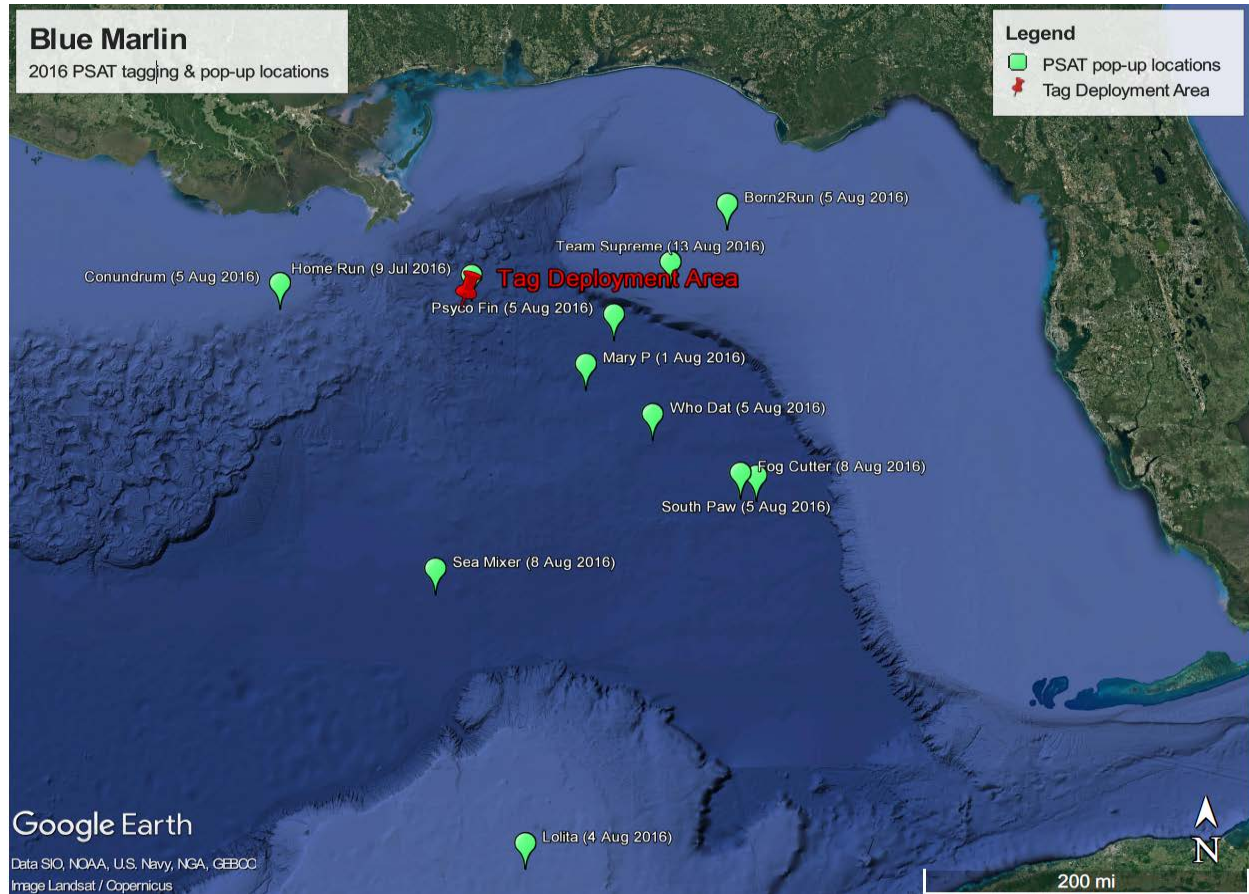 Blue Marlin
2016 PSAT tagging & pop-up locations
Legend
PSAT pop-up locations
Tag Deployment Area
Born2Run (5 Aug 2016)
Team Supreme (13 Aug 2016)
Home Run (9 Jul 2016)
Conundrum (5 Aug 2016)
Tag Deployment Area
Psyco Fin (5 Aug 2016)
Mary P (1 Aug 2016)
Who Dat (5 Aug 2016)
Fog Cutter (8 Aug 2016)
South Paw (5 Aug 2016)
Sea Mixer (8 Aug 2016)
Lolita (4 Aug 2016)
Google Earth
Data SIO, NOAA, U.S. Navy, NGA, GEBCO
Image Landsat / Copernicus
N
200 mi